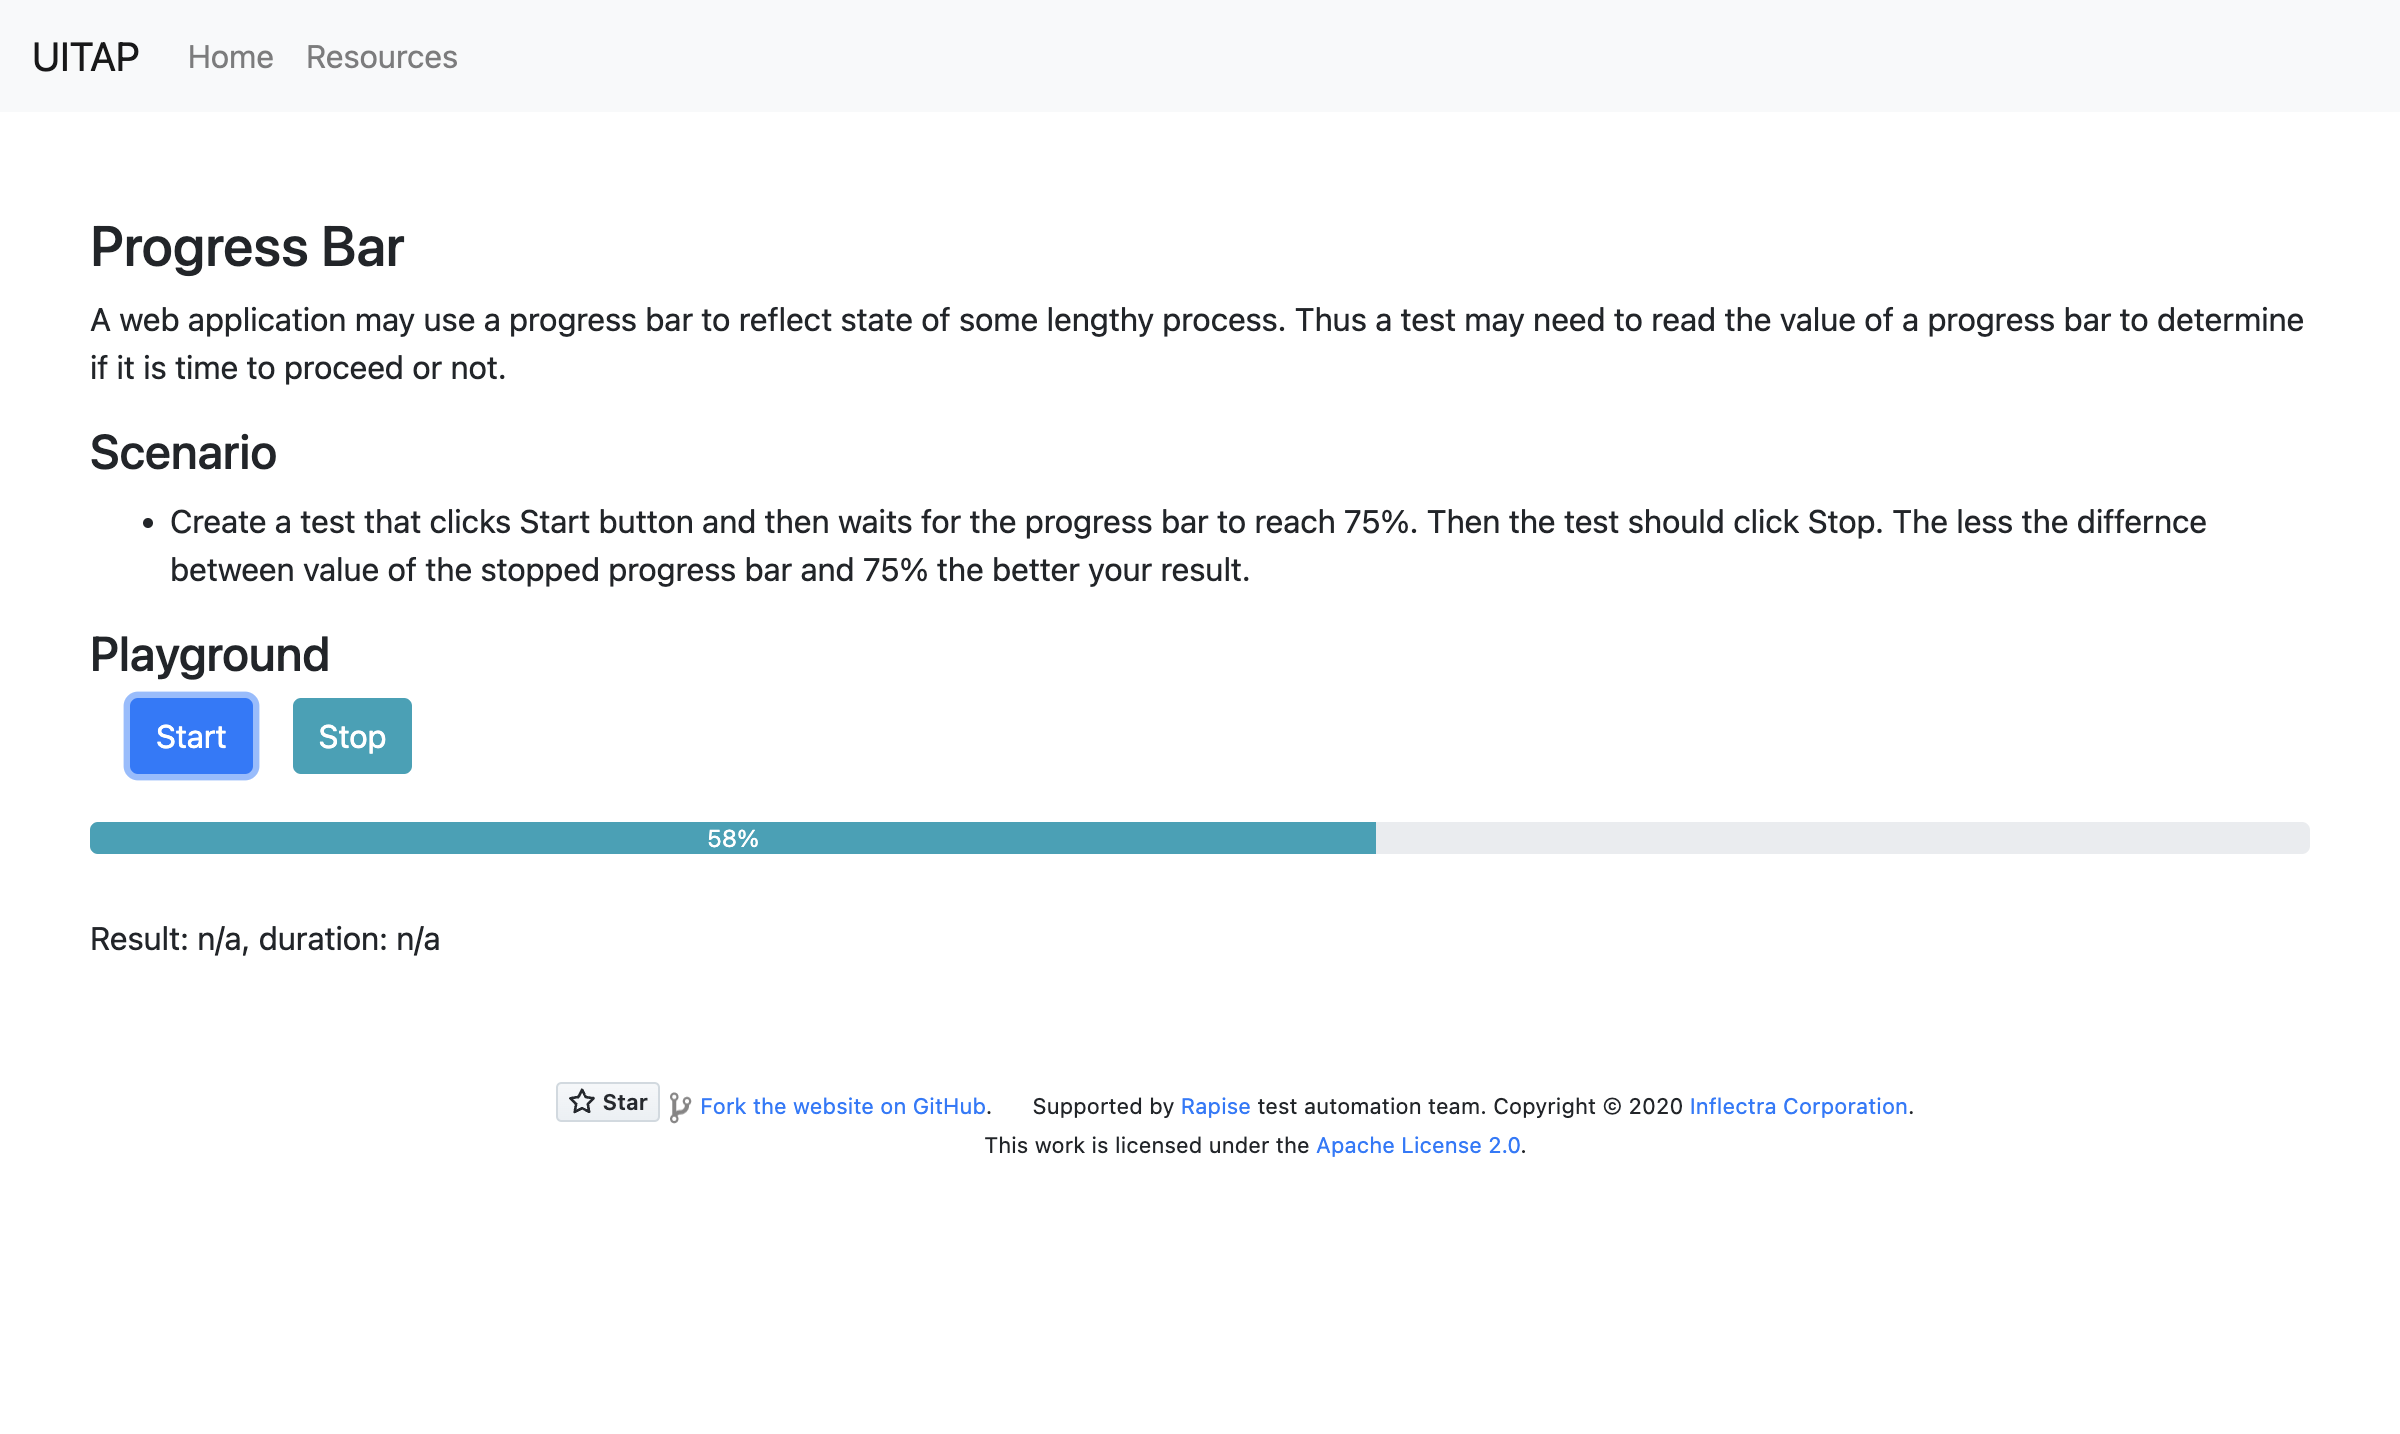 UITAP Home Resources
Progress Bar
A web application may use a progress bar to reflect state of some lengthy process. Thus a test may need to read the value of a progress bar to determine
if it is time to proceed or not.
Scenario
• Create a test that clicks Start button and then waits for the progress bar to reach 75%. Then the test should click Stop. The less the differnce
between value of the stopped progress bar and 75% the better your result.
Playground
Start Stop
58%
Result: n/a, duration: n/a
Star Fork the website on GitHub. Supported by Rapise test automation team. Copyright © 2020 Inflectra Corporation.
This work is licensed under the Apache License 2.0.